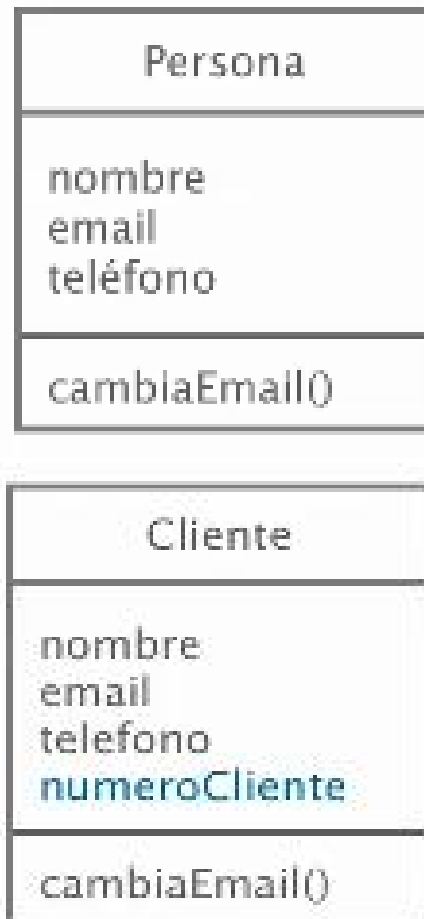 Persona
nombre
email
teléfono
cambiaEmail()
Cliente
nombre
email
telefono
numeroCliente
cambiaEmail()